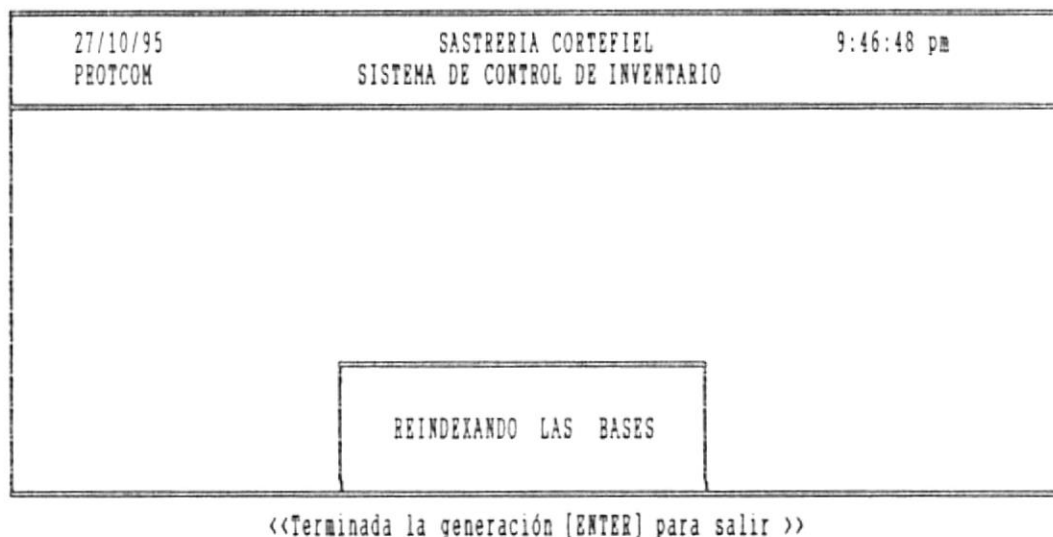 27/10/95 SASTRERIA CORTEFIEL 9:46:48 pm
PROTCOM SISTEMA DE CONTROL DE INVENTARIO
REINDEXANDO LAS BASES
<<Terminada la generación [ENTER] para salir >>